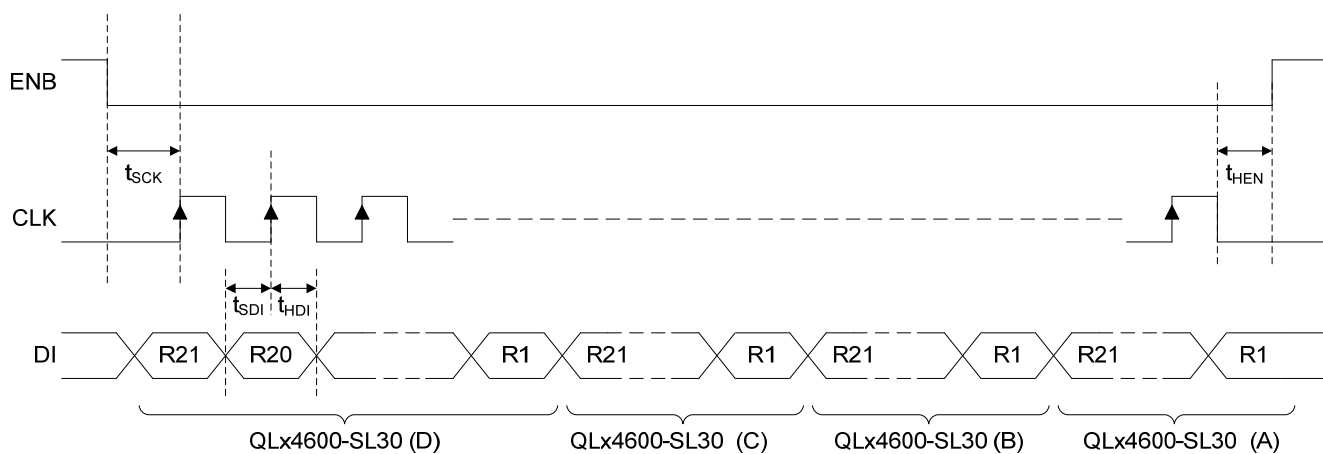 ENB
tSCK
tHEN
CLK
tSDI tHDI
DI R21 R20 R1 R21 R1 R21 R1 R21 R1
QLx4600-SL30 (D) QLx4600-SL30 (C) QLx4600-SL30 (B) QLx4600-SL30 (A)